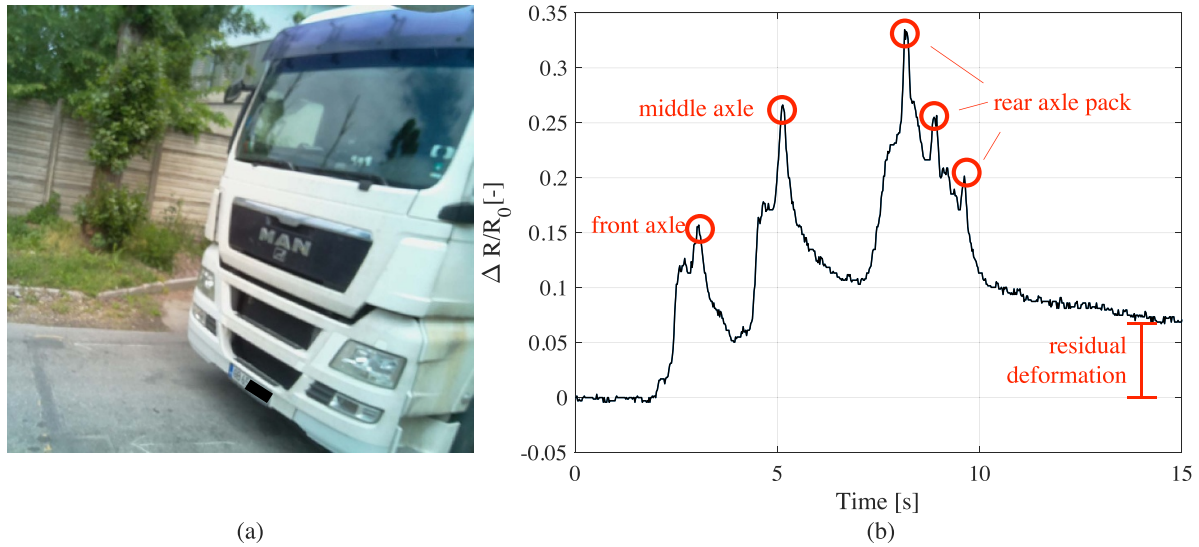 MAN
0.35
0.3
0.25
0.2
0.15
0.1
0.05
0
-0.05
Δ R/R0[-]
middle axle
rear axle pack
front axle
residual
deformation
0
5
10
15
Time [s]
(a)
(b)